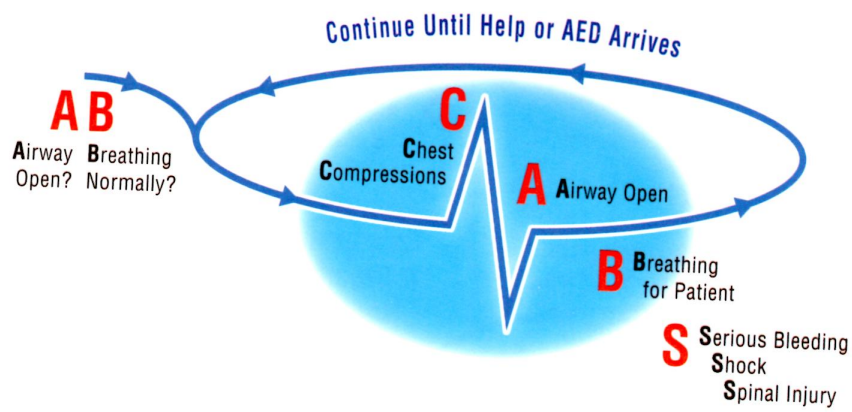 Continue Until Help or AED Arrives
A B
Airway Breathing
Open? Normally?
C
Chest
Compressions
A Airway Open
B Breathing
for Patient
S Serious Bleeding
Shock
Spinal Injury